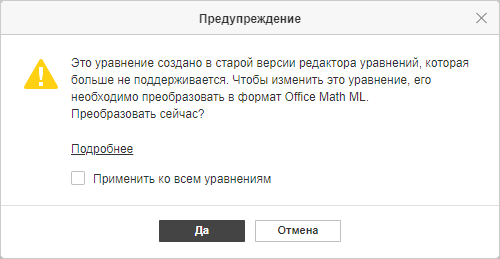 Предупреждение
Это уравнение создано в старой версии редактора уравнений, которая
больше не поддерживается. Чтобы изменить это уравнение, его
необходимо преобразовать в формат Office Math ML.
Преобразовать сейчас?
Подробнее
Применить ко всем уравнениям
Да
Отмена